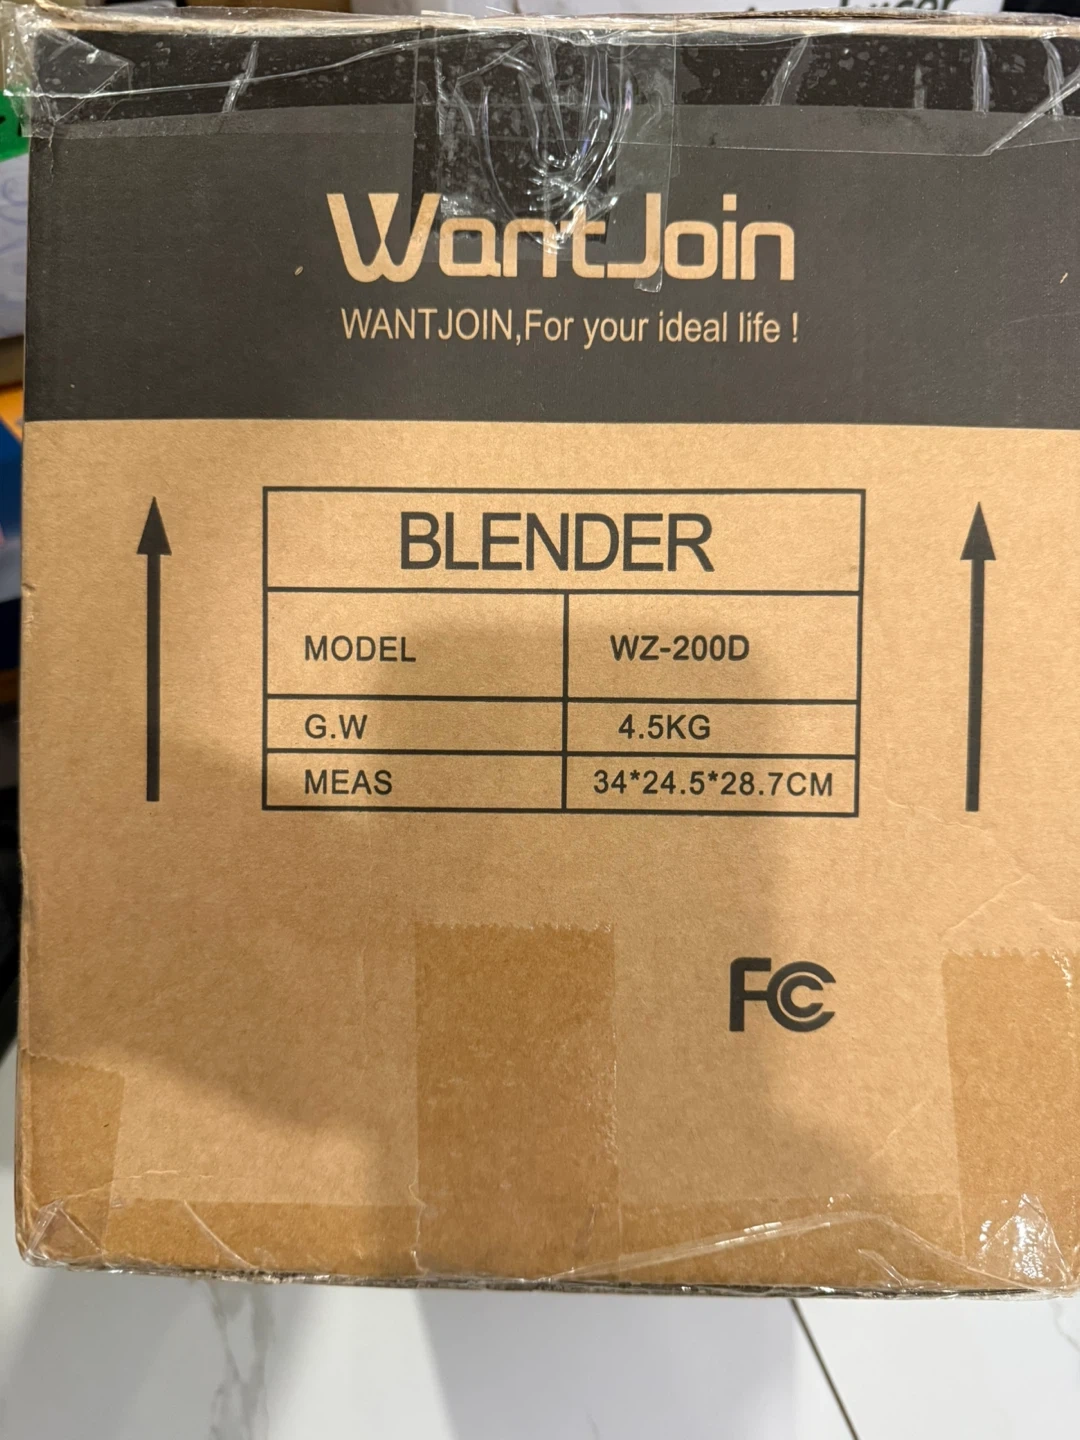 WantJoin
WANTJOIN,For your ideal life !
BLENDER
MODEL WZ-200D
G.W 4.5KG
MEAS 34*24.5*28.7CM
FC